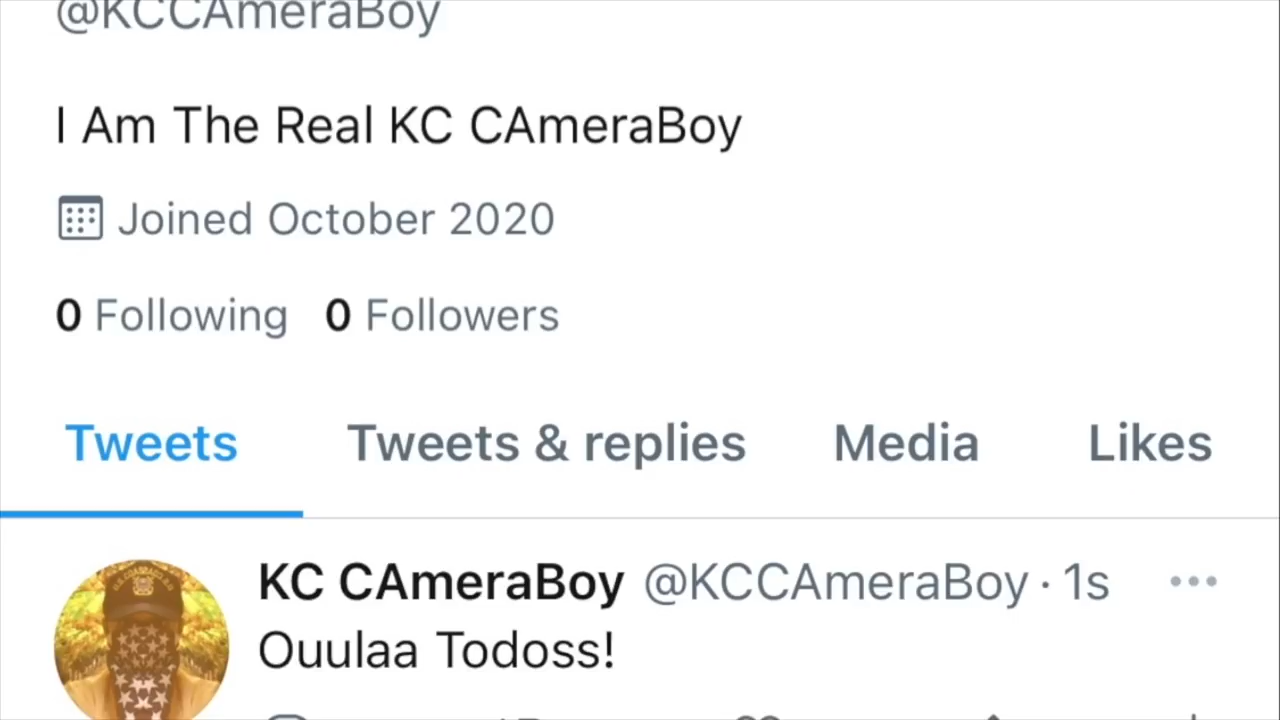 @KCCAmeraBoy
I Am The Real KC CAmeraBoy
Joined October 2020
0 Following 0 Followers
Tweets Tweets & replies Media Likes
KC CAmeraBoy @KCCAmeraBoy · 1s
Ouulaa Todoss!